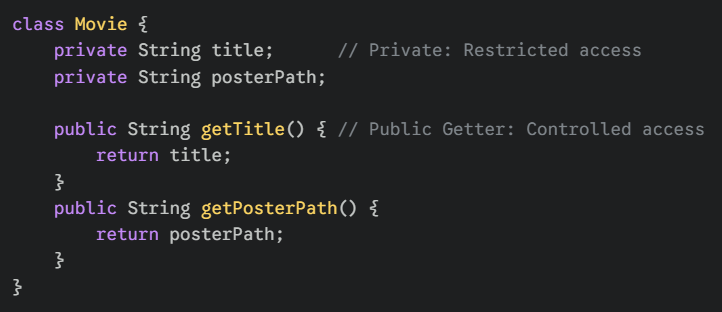 class Movie {
    private String title;      // Private: Restricted access
    private String posterPath;

    public String getTitle() { // Public Getter: Controlled access
        return title;
    }
    public String getPosterPath() {
        return posterPath;
    }
}